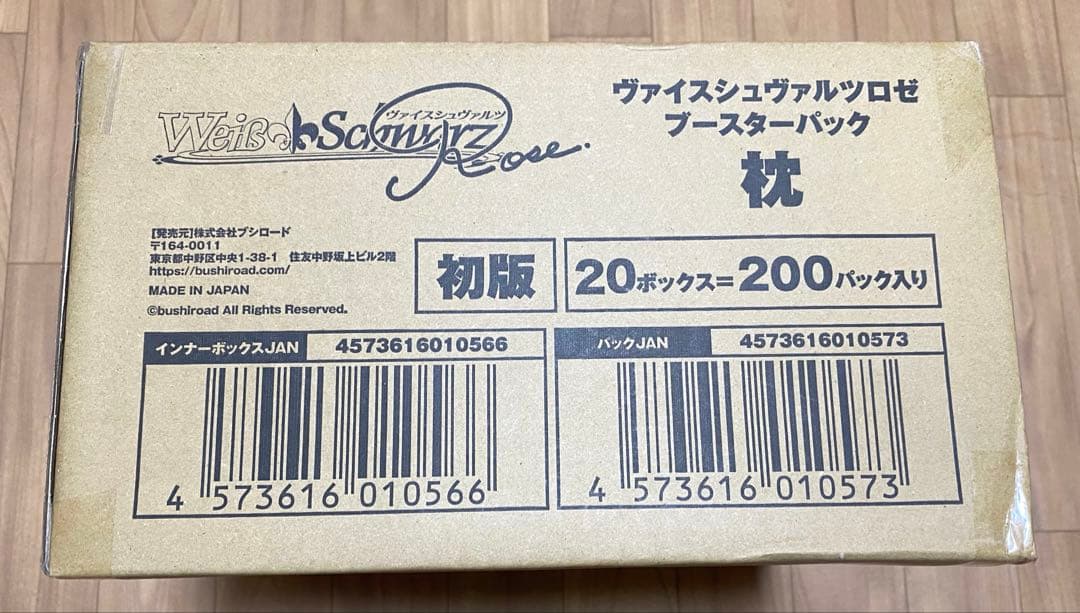 Weiß Schwarz
ヴァイスシュヴァルツ
Rose.
ヴァイスシュヴァルツロゼ
ブースターパック
枕
[発売元]株式会社ブシロード
〒164-0011
東京都中野区中央1-38-1 住友中野坂上ビル2階
https://bushiroad.com/
MADE IN JAPAN
©bushiroad All Rights Reserved.
初版
20ボックス=200パック入り
インナーボックスJAN 4573616010566
4 573616 010566
パックJAN 4573616010573
4 573616 010573